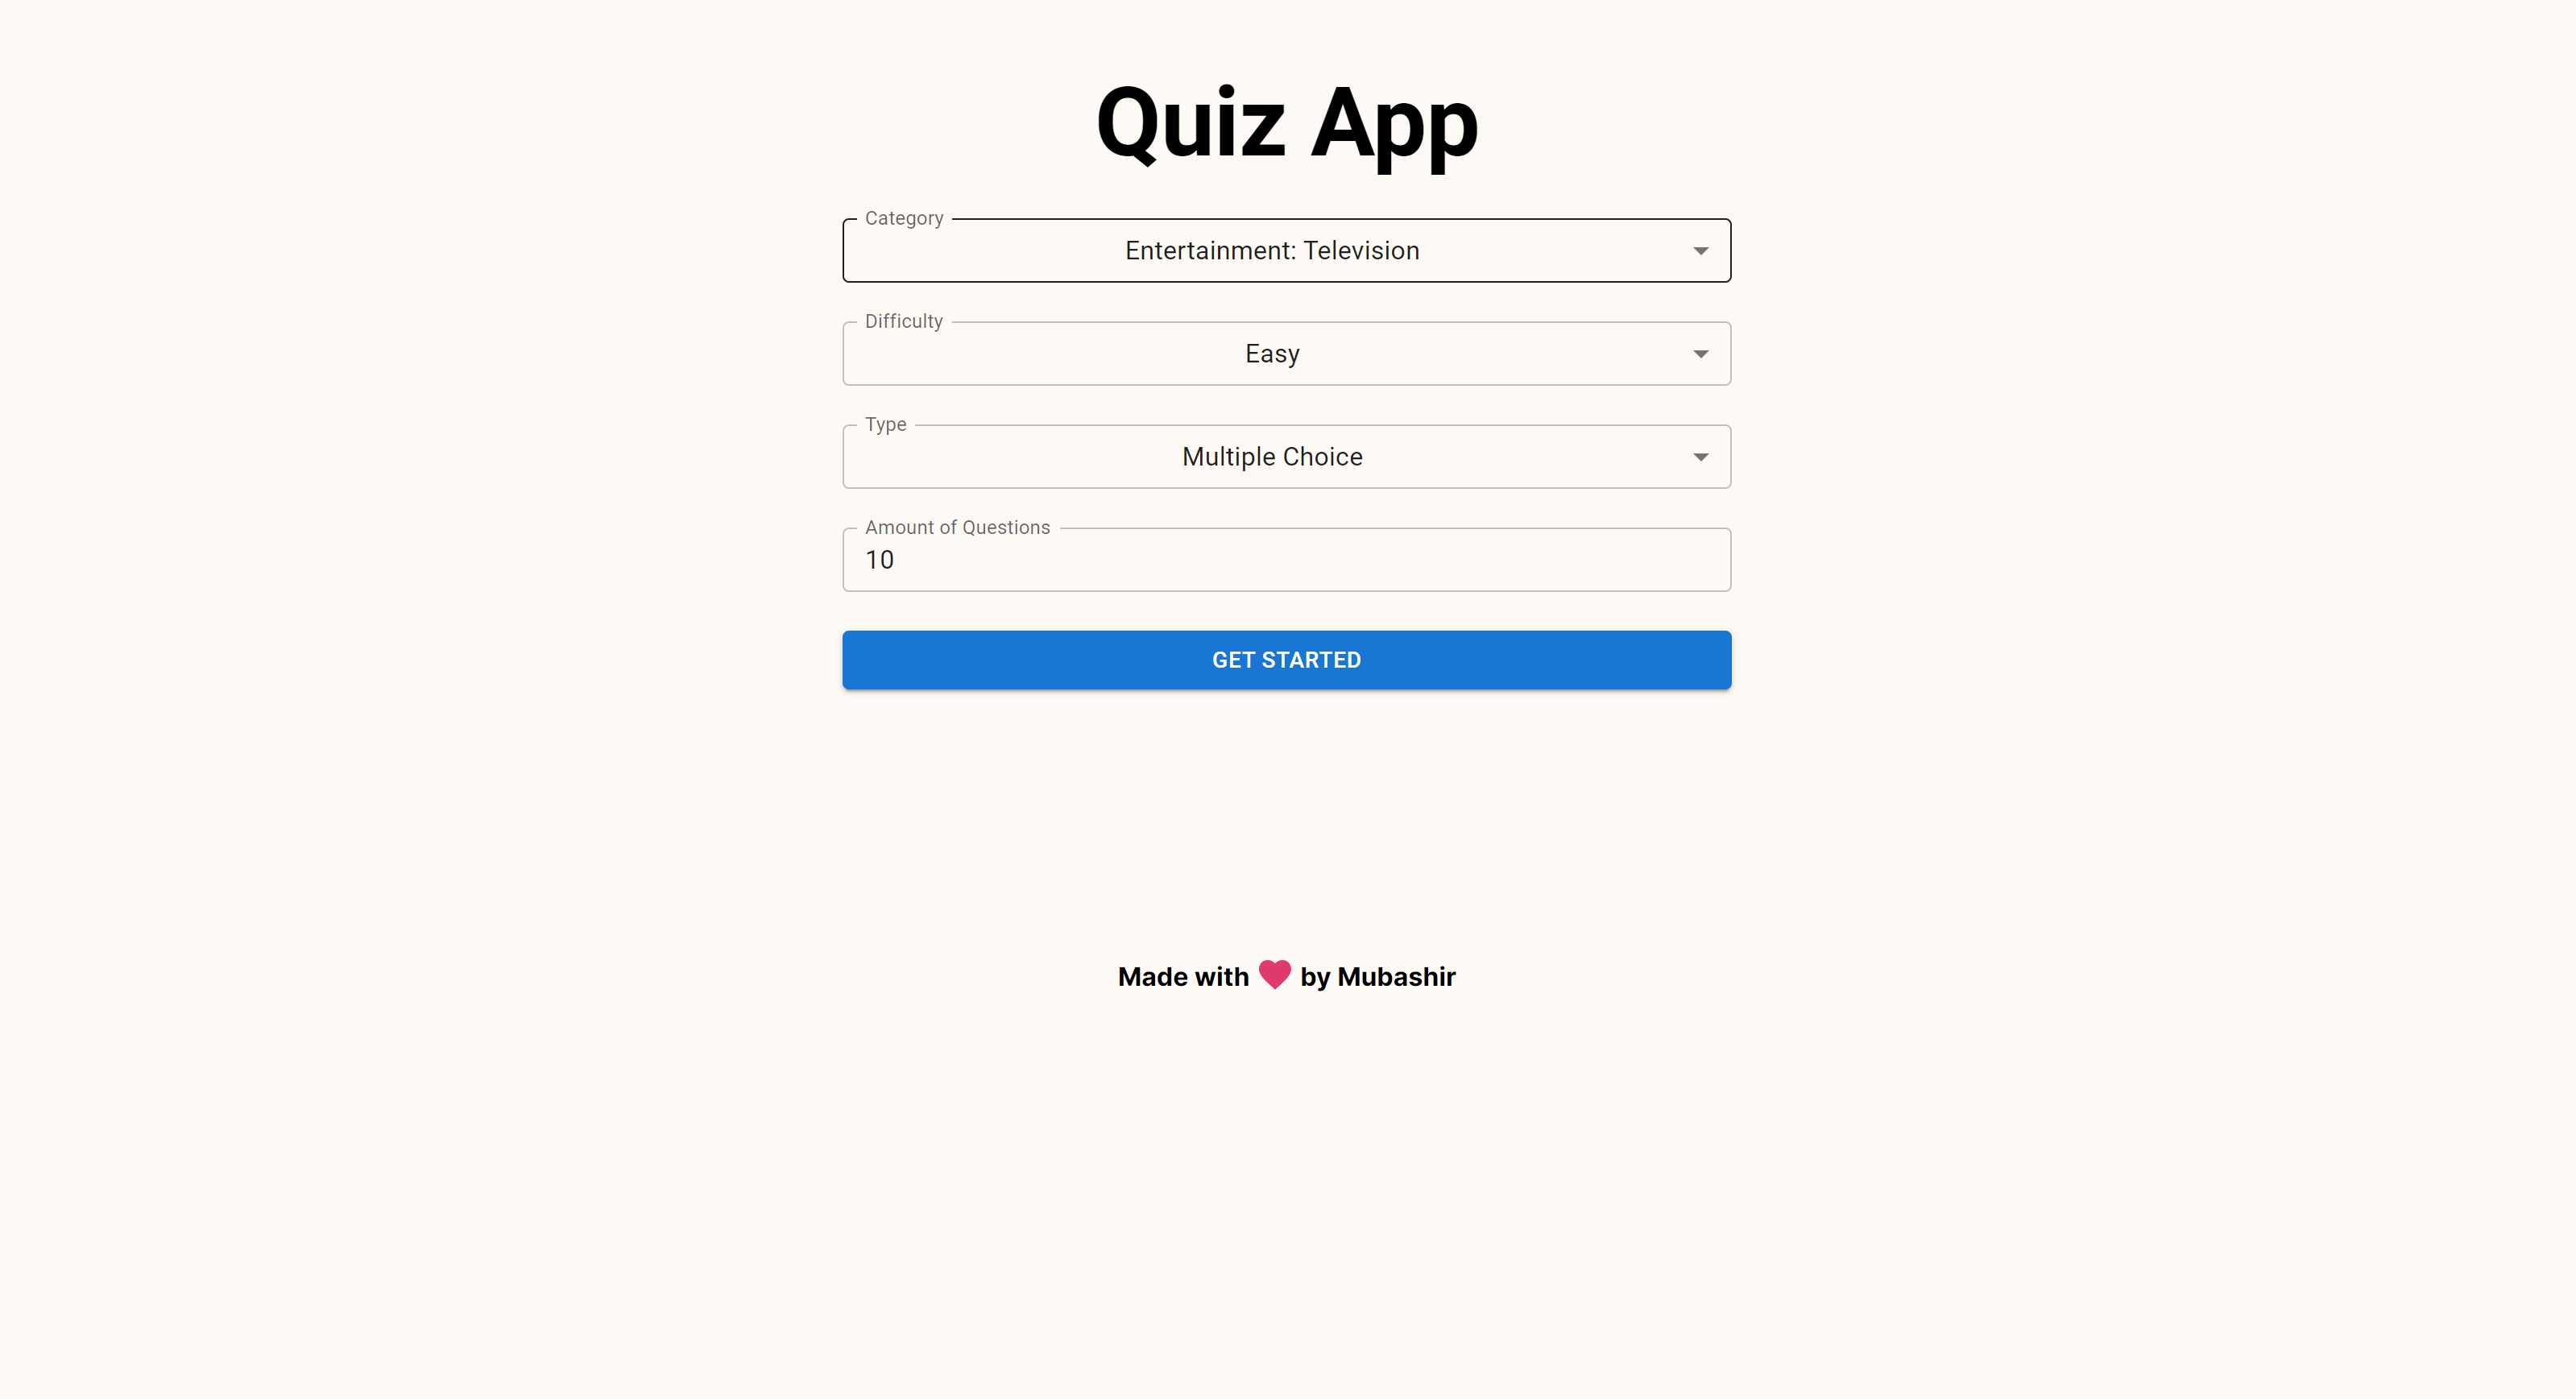 Quiz App
Category
Entertainment: Television
Difficulty
Easy
Type
Multiple Choice
Amount of Questions
10
GET STARTED
Made with ❤ by Mubashir